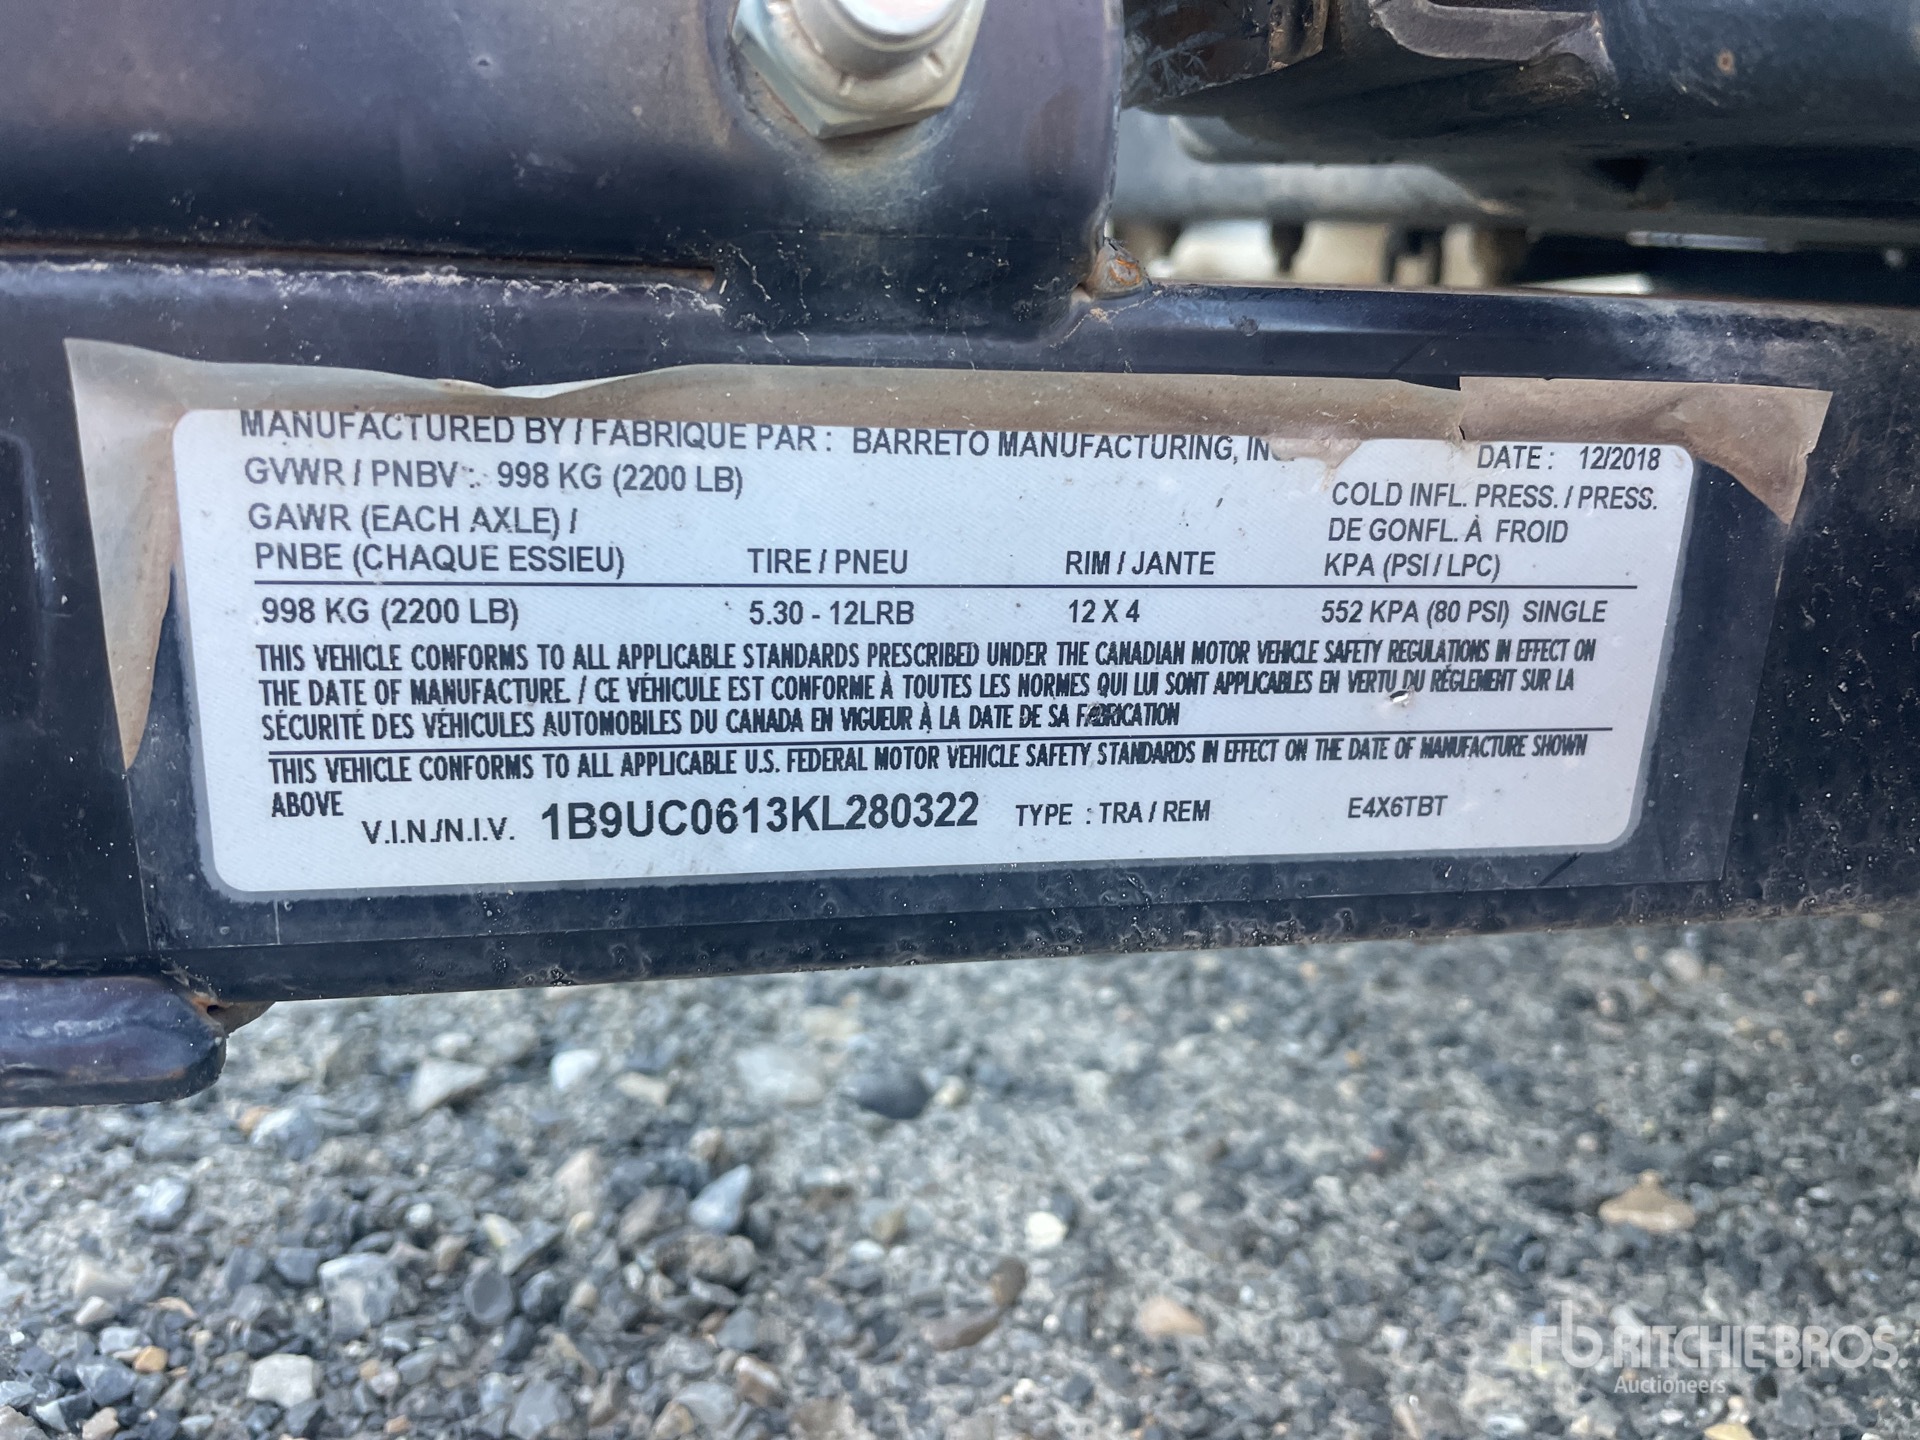 MANUFACTURED BY / FABRIQUE PAR : BARRETO MANUFACTURING, INC DATE : 12/2018
GVWR / PNBV : 998 KG (2200 LB)
GAWR (EACH AXLE) / COLD INFL. PRESS. / PRESS.
DE GONFL. À FROID
PNBE (CHAQUE ESSIEU) TIRE / PNEU RIM / JANTE KPA (PSI / LPC)
998 KG (2200 LB) 5.30 - 12LRB 12 X 4 552 KPA (80 PSI) SINGLE
THIS VEHICLE CONFORMS TO ALL APPLICABLE STANDARDS PRESCRIBED UNDER THE CANADIAN MOTOR VEHICLE SAFETY REGULATIONS IN EFFECT ON
THE DATE OF MANUFACTURE. / CE VÉHICULE EST CONFORME À TOUTES LES NORMES QUI LUI SONT APPLICABLES EN VERTU DU RÉGLEMENT SUR LA
SÉCURITÉ DES VÉHICULES AUTOMOBILES DU CANADA EN VIGUEUR À LA DATE DE SA FABRICATION
THIS VEHICLE CONFORMS TO ALL APPLICABLE U.S. FEDERAL MOTOR VEHICLE SAFETY STANDARDS IN EFFECT ON THE DATE OF MANUFACTURE SHOWN
ABOVE
V.I.N./N.I.V. 1B9UC0613KL280322 TYPE : TRA / REM E4X6TBT
rb RITCHIE BROS.
Auctioneers